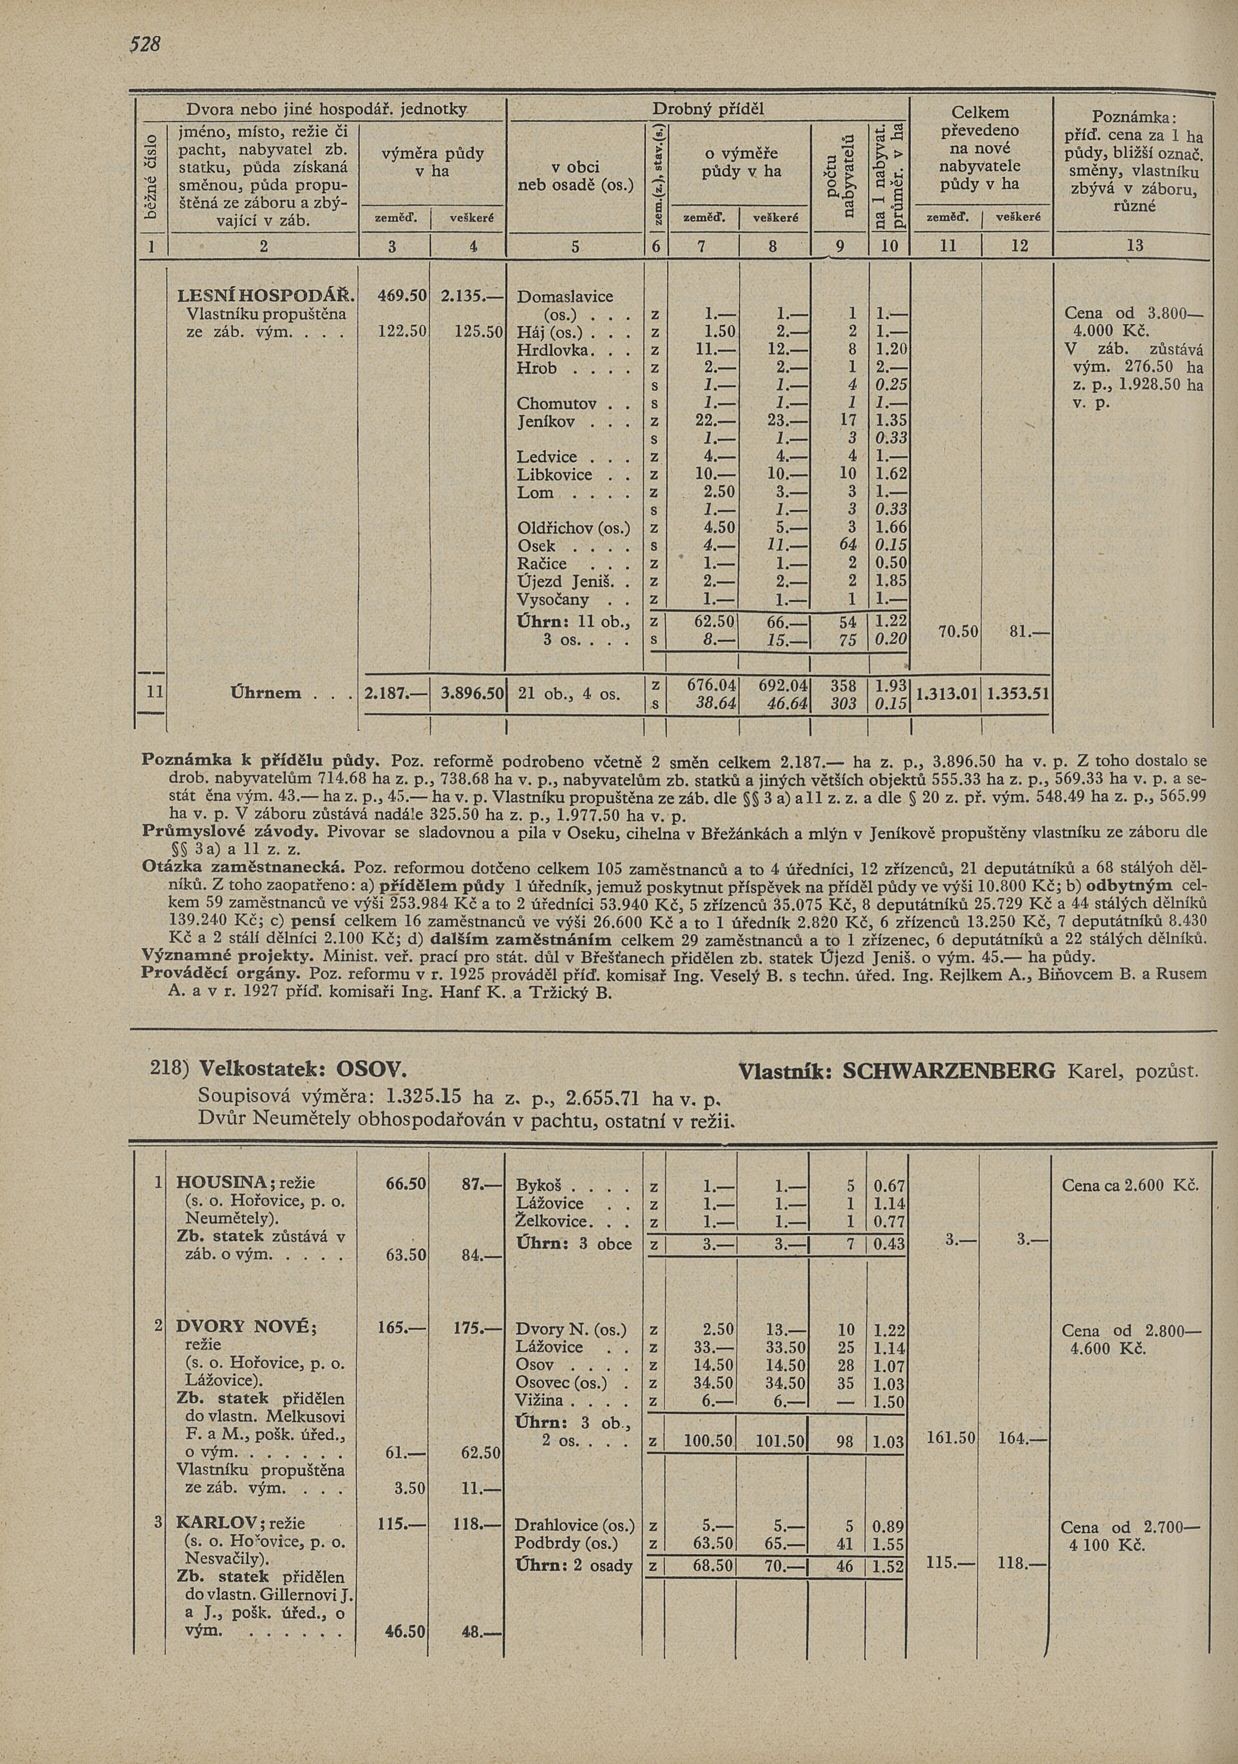 528
Dvora nebo jiné hospodář. jednotky | Drobný příděl | Celkem převedeno na nové nabyvatele půdy v ha | Poznámka: příd. cena za 1 ha půdy, bližší označ. směny, vlastníku zbývá v záboru, různé
běžné číslo | jméno, místo, režie či pacht, nabyvatel zb. statku, půda získaná směnou, půda propuštěná ze záboru a zbývající v záb. | výměra půdy v ha | v obci neb osadě (os.) | zem.(z.), stav.(s.) | o výměře půdy v ha | počtu nabyvatelů | na 1 nabyvat. průměr. v ha
zeměď. | veškeré | zeměď. | veškeré | zeměď. | veškeré
1 | 2 | 3 | 4 | 5 | 6 | 7 | 8 | 9 | 10 | 11 | 12 | 13
LESNÍ HOSPODÁŘ. 469.50 2.135.— Domaslavice
Vlastníku propuštěna (os.) . . . z 1.— 1.— 1 1.— Cena od 3.800—
ze záb. vým. . . . 122.50 125.50 Háj (os.) . . . z 1.50 2.— 2 1.— 4.000 Kč.
Hrdlovka. . . z 11.— 12.— 8 1.20 V záb. zůstává
Hrob . . . . z 2.— 2.— 1 2.— vým. 276.50 ha
s 1.— 1.— 4 0.25 z. p., 1.928.50 ha
Chomutov . . s 1.— 1.— 1 1.— v. p.
Jeníkov . . . z 22.— 23.— 17 1.35
s 1.— 1.— 3 0.33
Ledvice . . . z 4.— 4.— 4 1.—
Libkovice . . z 10.— 10.— 10 1.62
Lom . . . . z 2.50 3.— 3 1.—
s 1.— 1.— 3 0.33
Oldřichov (os.) z 4.50 5.— 3 1.66
Osek . . . . s 4.— 11.— 64 0.15
Račice . . . z 1.— 1.— 2 0.50
Újezd Jeniš. . z 2.— 2.— 2 1.85
Vysočany . . z 1.— 1.— 1 1.—
Úhrn: 11 ob., z 62.50 66.— 54 1.22
3 os. . . . s 8.— 15.— 75 0.20 70.50 81.—
11 Úhrnem . . . 2.187.— 3.896.50 21 ob., 4 os. z 676.04 692.04 358 1.93 1.313.01 1.353.51
s 38.64 46.64 303 0.15
Poznámka k přídělu půdy. Poz. reformě podrobeno včetně 2 směn celkem 2.187.— ha z. p., 3.896.50 ha v. p. Z toho dostalo se
drob. nabyvatelům 714.68 ha z. p., 738.68 ha v. p., nabyvatelům zb. statků a jiných větších objektů 555.33 ha z. p., 569.33 ha v. p. a se-
stát ěna vým. 43.— ha z. p., 45.— ha v. p. Vlastníku propuštěna ze záb. dle §§ 3 a) a 11 z. z. a dle § 20 z. př. vým. 548.49 ha z. p., 565.99
ha v. p. V záboru zůstává nadále 325.50 ha z. p., 1.977.50 ha v. p.
Průmyslové závody. Pivovar se sladovnou a pila v Oseku, cihelna v Břežánkách a mlýn v Jeníkově propuštěny vlastníku ze záboru dle
§§ 3 a) a 11 z. z.
Otázka zaměstnanecká. Poz. reformou dotčeno celkem 105 zaměstnanců a to 4 úředníci, 12 zřízenců, 21 deputátníků a 68 stálýoh děl-
níků. Z toho zaopatřeno: a) přídělem půdy 1 úředník, jemuž poskytnut příspěvek na příděl půdy ve výši 10.800 Kč; b) odbytným cel-
kem 59 zaměstnanců ve výši 253.984 Kč a to 2 úředníci 53.940 Kč, 5 zřízenců 35.075 Kč, 8 deputátníků 25.729 Kč a 44 stálých dělníků
139.240 Kč; c) pensí celkem 16 zaměstnanců ve výši 26.600 Kč a to 1 úředník 2.820 Kč, 6 zřízenců 13.250 Kč, 7 deputátníků 8.430
Kč a 2 stálí dělníci 2.100 Kč; d) dalším zaměstnáním celkem 29 zaměstnanců a to 1 zřízenec, 6 deputátníků a 22 stálých dělníků.
Významné projekty. Minist. veř. prací pro stát. důl v Břešťanech přidělen zb. statek Újezd Jeniš. o vým. 45.— ha půdy.
Prováděcí orgány. Poz. reformu v r. 1925 prováděl příd. komisař Ing. Veselý B. s techn. úřed. Ing. Rejlkem A., Biňovcem B. a Rusem
A. a v r. 1927 příd. komisaři Ing. Hanf K. a Tržický B.
218) Velkostatek: OSOV. Vlastník: SCHWARZENBERG Karel, pozůst.
Soupisová výměra: 1.325.15 ha z. p., 2.655.71 ha v. p.
Dvůr Neumětely obhospodařován v pachtu, ostatní v režii.
1 HOUSINA; režie 66.50 87.— Bykoš . . . . z 1.— 1.— 5 0.67 Cena ca 2.600 Kč.
(s. o. Hořovice, p. o. Lážovice . . z 1.— 1.— 1 1.14
Neumětely). Želkovice. . . z 1.— 1.— 1 0.77
Zb. statek zůstává v Úhrn: 3 obce z 3.— 3.— 7 0.43 3.— 3.—
záb. o vým. . . . . 63.50 84.—
2 DVORY NOVÉ; 165.— 175.— Dvory N. (os.) z 2.50 13.— 10 1.22 Cena od 2.800—
režie Lážovice . . z 33.— 33.50 25 1.14 4.600 Kč.
(s. o. Hořovice, p. o. Osov . . . . z 14.50 14.50 28 1.07
Lážovice). Osovec (os.) . z 34.50 34.50 35 1.03
Zb. statek přidělen Vižina . . . . z 6.— 6.— — 1.50
do vlastn. Melkusovi Úhrn: 3 ob.,
F. a M., pošk. úřed., 2 os. . . . z 100.50 101.50 98 1.03 161.50 164.—
o vým. . . . . . . 61.— 62.50
Vlastníku propuštěna
ze záb. vým. . . . 3.50 11.—
3 KARLOV; režie 115.— 118.— Drahlovice (os.) z 5.— 5.— 5 0.89 Cena od 2.700—
(s. o. Hořovice, p. o. Podbrdy (os.) z 63.50 65.— 41 1.55 4 100 Kč.
Nesvačily). Úhrn: 2 osady z 68.50 70.— 46 1.52 115.— 118.—
Zb. statek přidělen
do vlastn. Gillernovi J.
a J., pošk. úřed., o
vým. . . . . . . 46.50 48.—